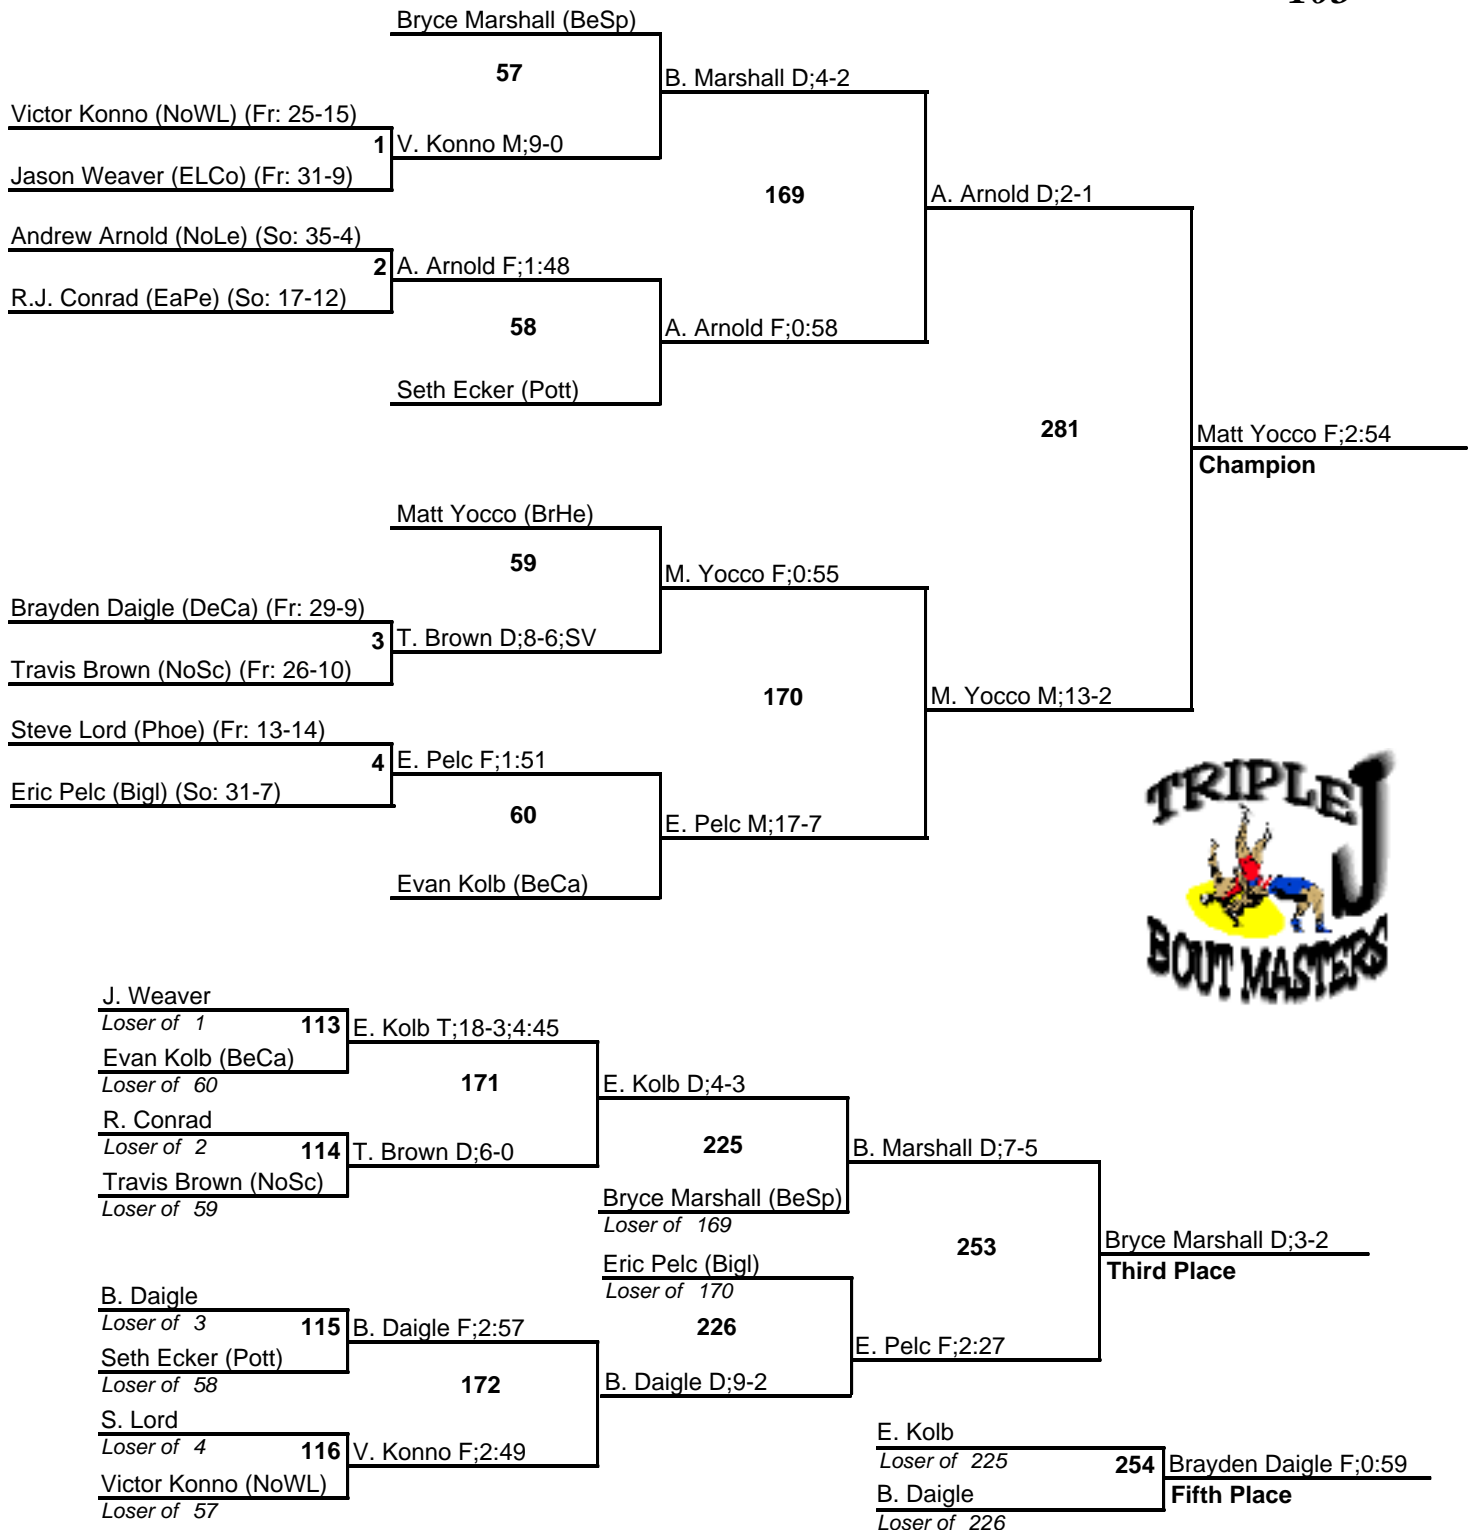 Bryce Marshall (BeSp)
57
B. Marshall D;4-2
Victor Konno (NoWL) (Fr: 25-15)
1
V. Konno M;9-0
Jason Weaver (ELCo) (Fr: 31-9)
169
A. Arnold D;2-1
Andrew Arnold (NoLe) (So: 35-4)
2
A. Arnold F;1:48
R.J. Conrad (EaPe) (So: 17-12)
58
A. Arnold F;0:58
Seth Ecker (Pott)
281
Matt Yocco F;2:54
Champion
Matt Yocco (BrHe)
59
M. Yocco F;0:55
Brayden Daigle (DeCa) (Fr: 29-9)
3
T. Brown D;8-6;SV
Travis Brown (NoSc) (Fr: 26-10)
170
M. Yocco M;13-2
Steve Lord (Phoe) (Fr: 13-14)
4
E. Pelc F;1:51
Eric Pelc (Bigl) (So: 31-7)
60
E. Pelc M;17-7
Evan Kolb (BeCa)
TRIPLE J
BOUT MASTERS
J. Weaver
Loser of 1
113
E. Kolb T;18-3;4:45
Evan Kolb (BeCa)
Loser of 60
171
E. Kolb D;4-3
R. Conrad
Loser of 2
114
T. Brown D;6-0
Travis Brown (NoSc)
Loser of 59
225
B. Marshall D;7-5
Bryce Marshall (BeSp)
Loser of 169
253
Bryce Marshall D;3-2
Third Place
Eric Pelc (Bigl)
Loser of 170
226
E. Pelc F;2:27
B. Daigle
Loser of 3
115
B. Daigle F;2:57
Seth Ecker (Pott)
Loser of 58
172
B. Daigle D;9-2
S. Lord
Loser of 4
116
V. Konno F;2:49
Victor Konno (NoWL)
Loser of 57
E. Kolb
Loser of 225
254
Brayden Daigle F;0:59
Fifth Place
B. Daigle
Loser of 226